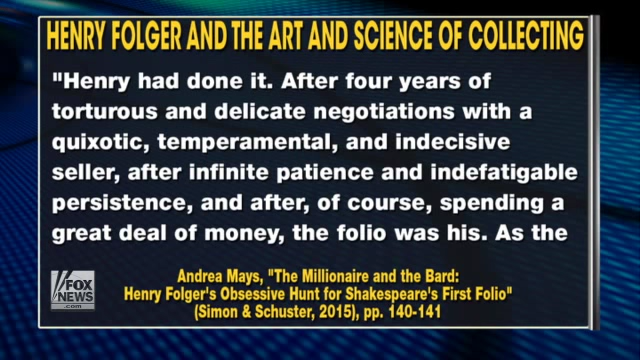 HENRY FOLGER AND THE ART AND SCIENCE OF COLLECTING
"Henry had done it. After four years of
torturous and delicate negotiations with a
quixotic, temperamental, and indecisive
seller, after infinite patience and indefatigable
persistence, and after, of course, spending a
great deal of money, the folio was his. As the
Andrea Mays, "The Millionaire and the Bard:
Henry Folger's Obsessive Hunt for Shakespeare's First Folio"
(Simon & Schuster, 2015), pp. 140-141
FOX
NEWS
.com